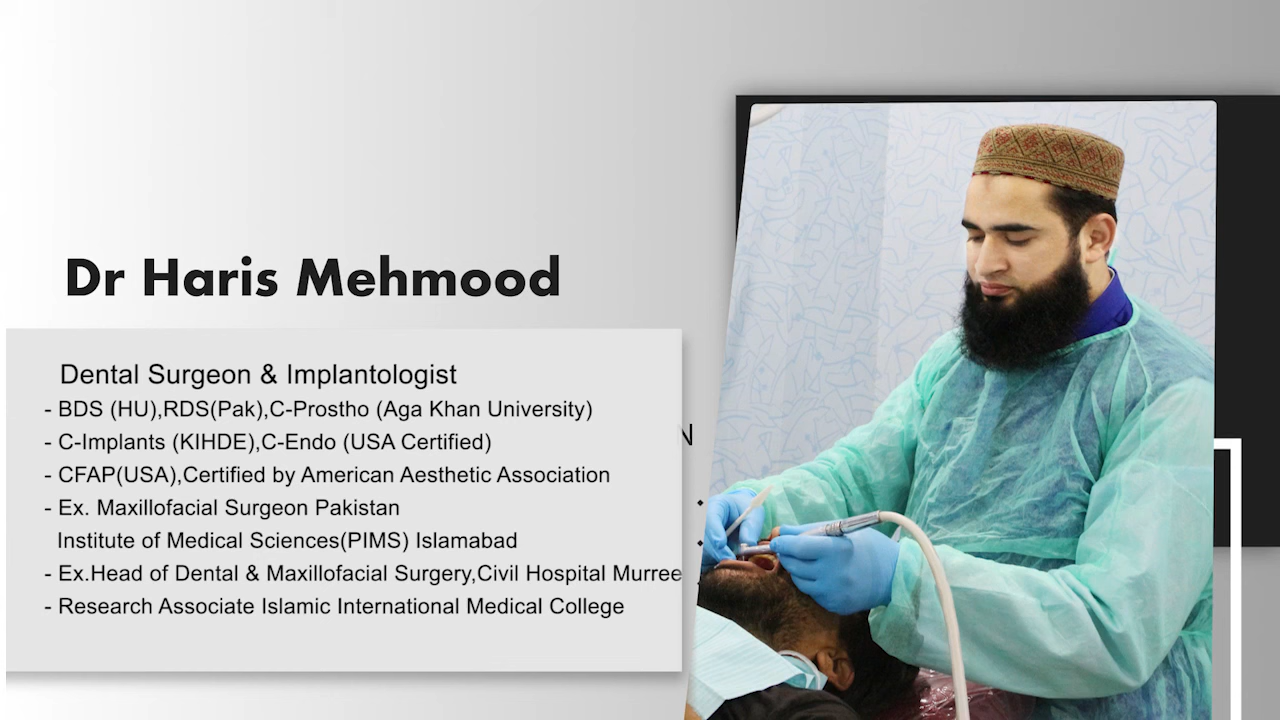 Dr Haris Mehmood
Dental Surgeon & Implantologist
- BDS (HU),RDS(Pak),C-Prostho (Aga Khan University)
- C-Implants (KIHDE),C-Endo (USA Certified)
N
- CFAP(USA),Certified by American Aesthetic Association
- Ex. Maxillofacial Surgeon Pakistan
Institute of Medical Sciences(PIMS) Islamabad
- Ex.Head of Dental & Maxillofacial Surgery,Civil Hospital Murree
- Research Associate Islamic International Medical College